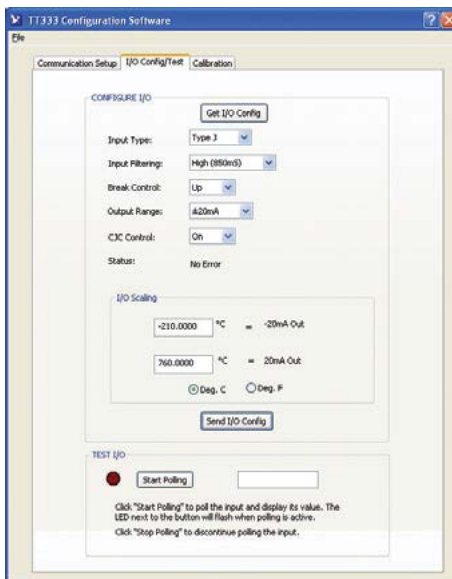 TT333 Configuration Software
File
Communication Setup I/O Config/Test Calibration
CONFIGURE I/O
Get I/O Config
Input Type: Type J
Input Filtering: High (850mS)
Break Control: Up
Output Range: ±20mA
CJC Control: On
Status: No Error
I/O Scaling
-210.0000 °C = -20mA Out
760.0000 °C = 20mA Out
Deg. C Deg. F
Send I/O Config
TEST I/O
Start Polling
Click "Start Polling" to poll the input and display its value. The
LED next to the button will flash when polling is active.
Click "Stop Polling" to discontinue polling the input.